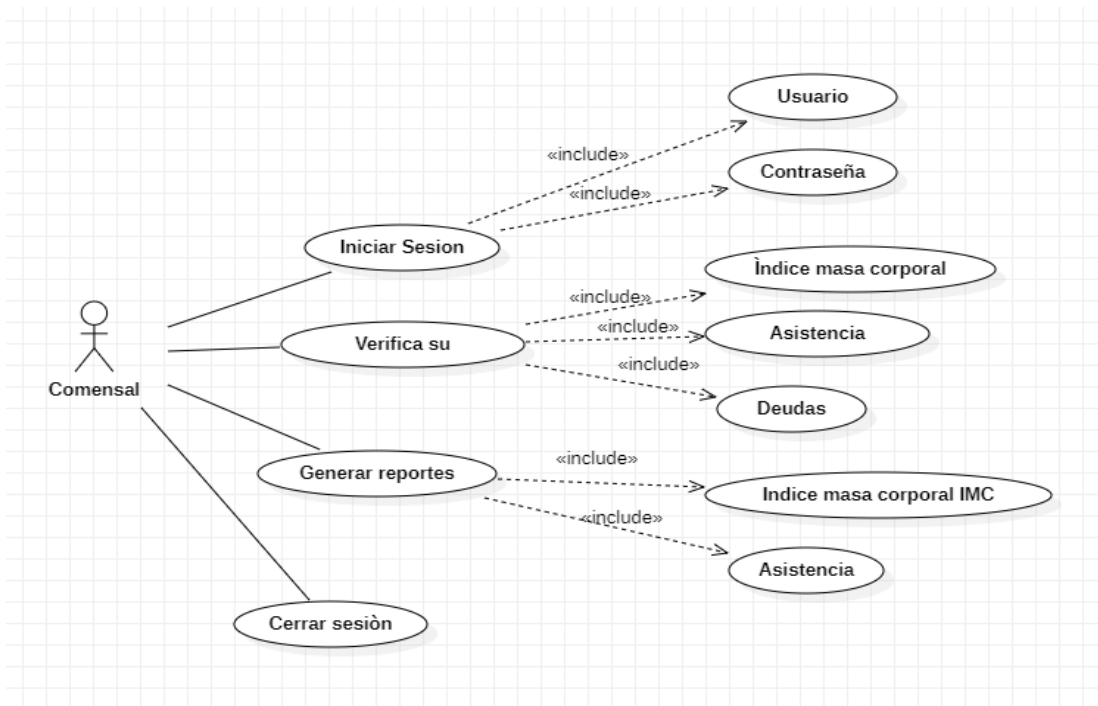 Usuario
«include»
Contraseña
«include»
Iniciar Sesion
Ìndice masa corporal
«include»
Asistencia
«include»
Verifica su
«include»
Deudas
Comensal
«include»
Generar reportes
Indice masa corporal IMC
«include»
Asistencia
Cerrar sesiòn